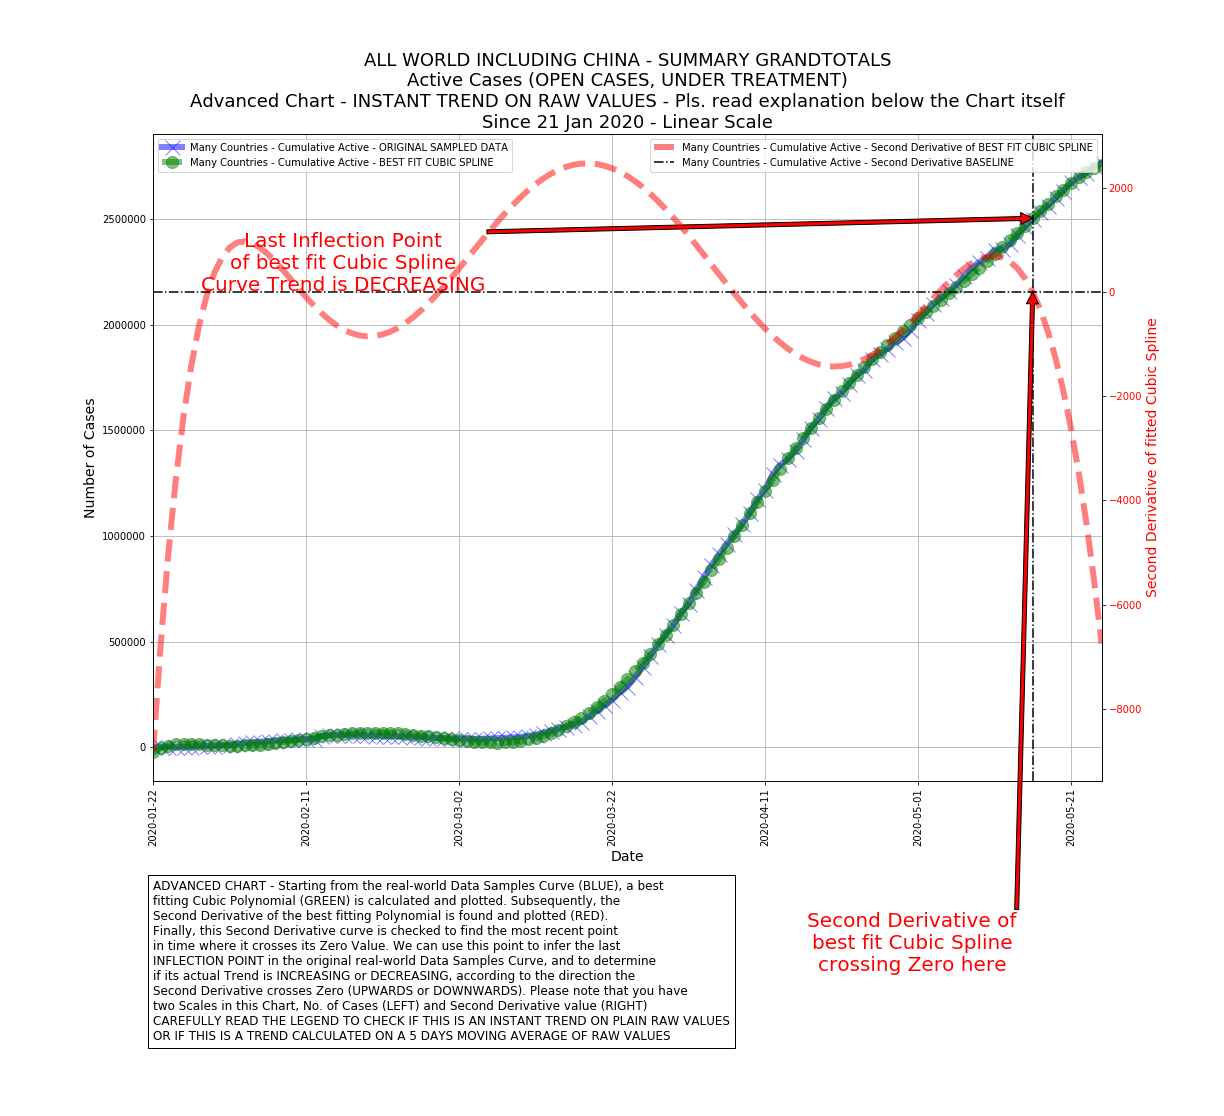 ALL WORLD INCLUDING CHINA - SUMMARY GRANDTOTALS
Active Cases (OPEN CASES, UNDER TREATMENT)
Advanced Chart - INSTANT TREND ON RAW VALUES - Pls. read explanation below the Chart itself
Since 21 Jan 2020 - Linear Scale
Many Countries - Cumulative Active - ORIGINAL SAMPLED DATA
Many Countries - Cumulative Active - BEST FIT CUBIC SPLINE
Many Countries - Cumulative Active - Second Derivative of BEST FIT CUBIC SPLINE
Many Countries - Cumulative Active - Second Derivative BASELINE
Last Inflection Point
of best fit Cubic Spline
Curve Trend is DECREASING
Number of Cases
2500000
2000000
1500000
1000000
500000
0
2000
0
−2000
−4000
−6000
−8000
Second Derivative of fitted Cubic Spline
2020-01-22
2020-02-11
2020-03-02
2020-03-22
2020-04-11
2020-05-01
2020-05-21
Date
ADVANCED CHART - Starting from the real-world Data Samples Curve (BLUE), a best
fitting Cubic Polynomial (GREEN) is calculated and plotted. Subsequently, the
Second Derivative of the best fitting Polynomial is found and plotted (RED).
Finally, this Second Derivative curve is checked to find the most recent point
in time where it crosses its Zero Value. We can use this point to infer the last
INFLECTION POINT in the original real-world Data Samples Curve, and to determine
if its actual Trend is INCREASING or DECREASING, according to the direction the
Second Derivative crosses Zero (UPWARDS or DOWNWARDS). Please note that you have
two Scales in this Chart, No. of Cases (LEFT) and Second Derivative value (RIGHT)
CAREFULLY READ THE LEGEND TO CHECK IF THIS IS AN INSTANT TREND ON PLAIN RAW VALUES
OR IF THIS IS A TREND CALCULATED ON A 5 DAYS MOVING AVERAGE OF RAW VALUES
Second Derivative of
best fit Cubic Spline
crossing Zero here